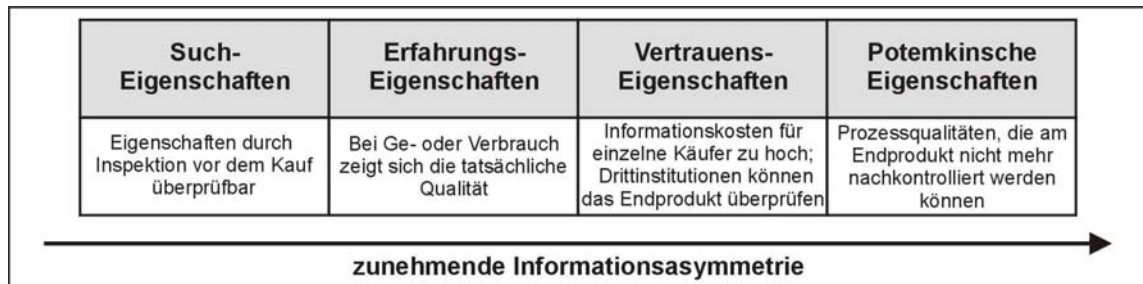 Such-
Eigenschaften
Erfahrungs-
Eigenschaften
Vertrauens-
Eigenschaften
Potemkinsche
Eigenschaften
Eigenschaften durch
Inspektion vor dem Kauf
überprüfbar
Bei Ge- oder Verbrauch
zeigt sich die tatsächliche
Qualität
Informationskosten für
einzelne Käufer zu hoch;
Drittinstitutionen können
das Endprodukt überprüfen
Prozessqualitäten, die am
Endprodukt nicht mehr
nachkontrolliert werden
können
zunehmende Informationsasymmetrie